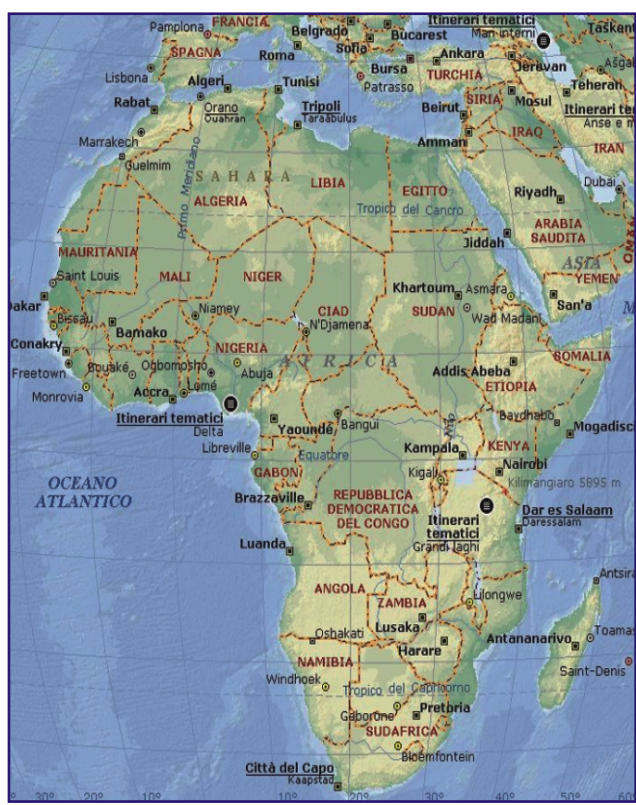 FRANCIA
Belgrado
Itinerari tematici
Mari interni
Pamplona
Sofia
Bucarest
SPAGNA
Roma
Ankara
Jerevan
Bursa
TURCHIA
Lisbona
Algeri
Tunisi
Patrasso
Teheran
Rabat
Orano
Ouahran
Tripoli
Taraābulus
SIRIA
Beirut
Mosul
Marrakech
Amman
IRAQ
IRAN
Guelmim
Primo Meridiano
SAHARA
LIBIA
EGITTO
Riyadh
Dubai
ALGERIA
Tropico del Cancro
ARABIA
SAUDITA
Jiddah
MAURITANIA
ASIA
MALI
NIGER
YEMEN
Saint Louis
Khartoum
Asmara
Dakar
Niamey
CIAD
SUDAN
San'a
Bissau
Bamako
N'Djamena
Wad Madani
Conakry
NIGERIA
AFRICA
SOMALIA
Freetown
Bouaké
Ogbomosho
Abuja
Addis Abeba
Monrovia
Accra
Lomé
ETIOPIA
Itinerari tematici
Delta
Yaoundé
Bangui
Nilo
Baydhabo
Mogadisc
Libreville
Equatore
Kampala
KENYA
GABON
Kigali
Nairobi
Kilimangiaro 5895 m
OCEANO
ATLANTICO
Brazzaville
REPUBBLICA
DEMOCRATICA
DEL CONGO
Itinerari
tematici
Grandi laghi
Dar es Salaam
Daressalam
Luanda
ANGOLA
ZAMBIA
Lilongwe
Antsira
Lusaka
Oshakati
Harare
Antananarivo
Toamas
NAMIBIA
Saint-Denis
Windhoek
Tropico del Capricorno
Gaborone
Pretoria
SUDAFRICA
Bloemfontein
Città del Capo
Kaapstad
30°
20°
10°
0°
10°
20°
30°
40°
50°